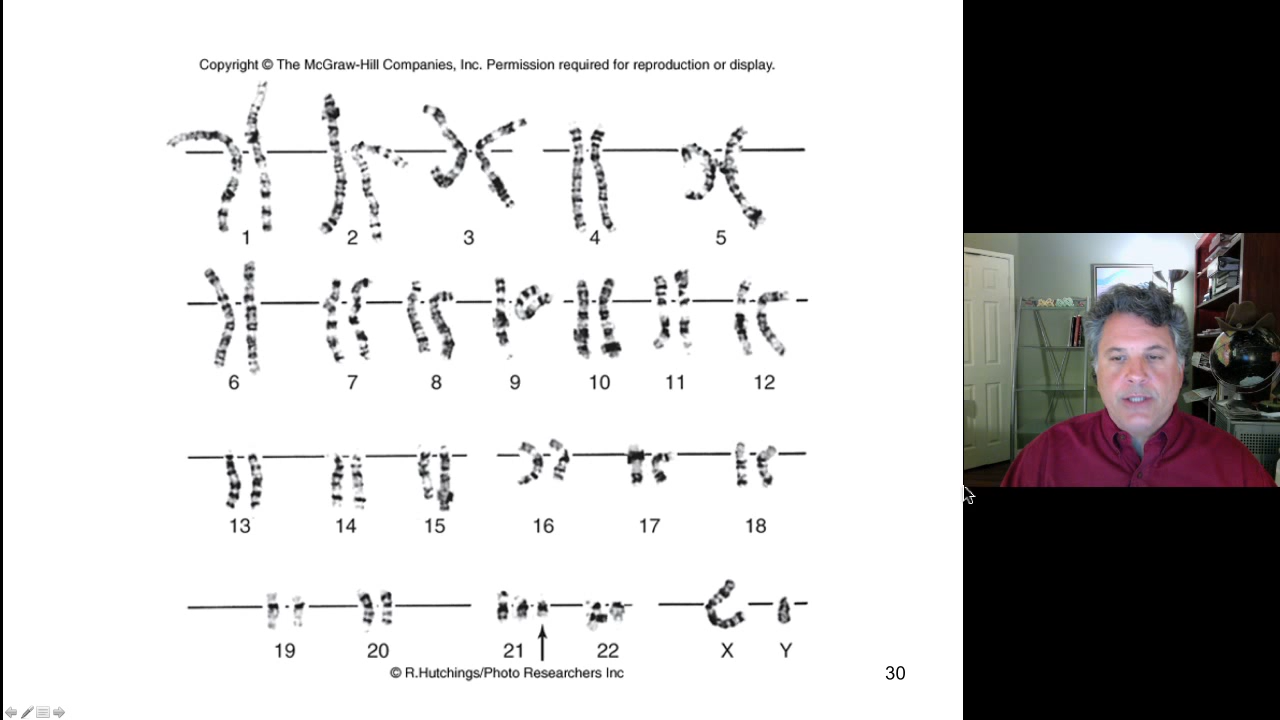 Copyright © The McGraw-Hill Companies, Inc. Permission required for reproduction or display.
1 2 3 4 5
6 7 8 9 10 11 12
13 14 15 16 17 18
19 20 21 22 X Y
© R.Hutchings/Photo Researchers Inc
30